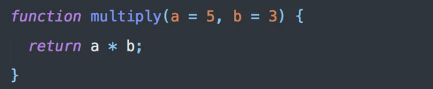 function multiply(a = 5, b = 3) {
  return a * b;
}